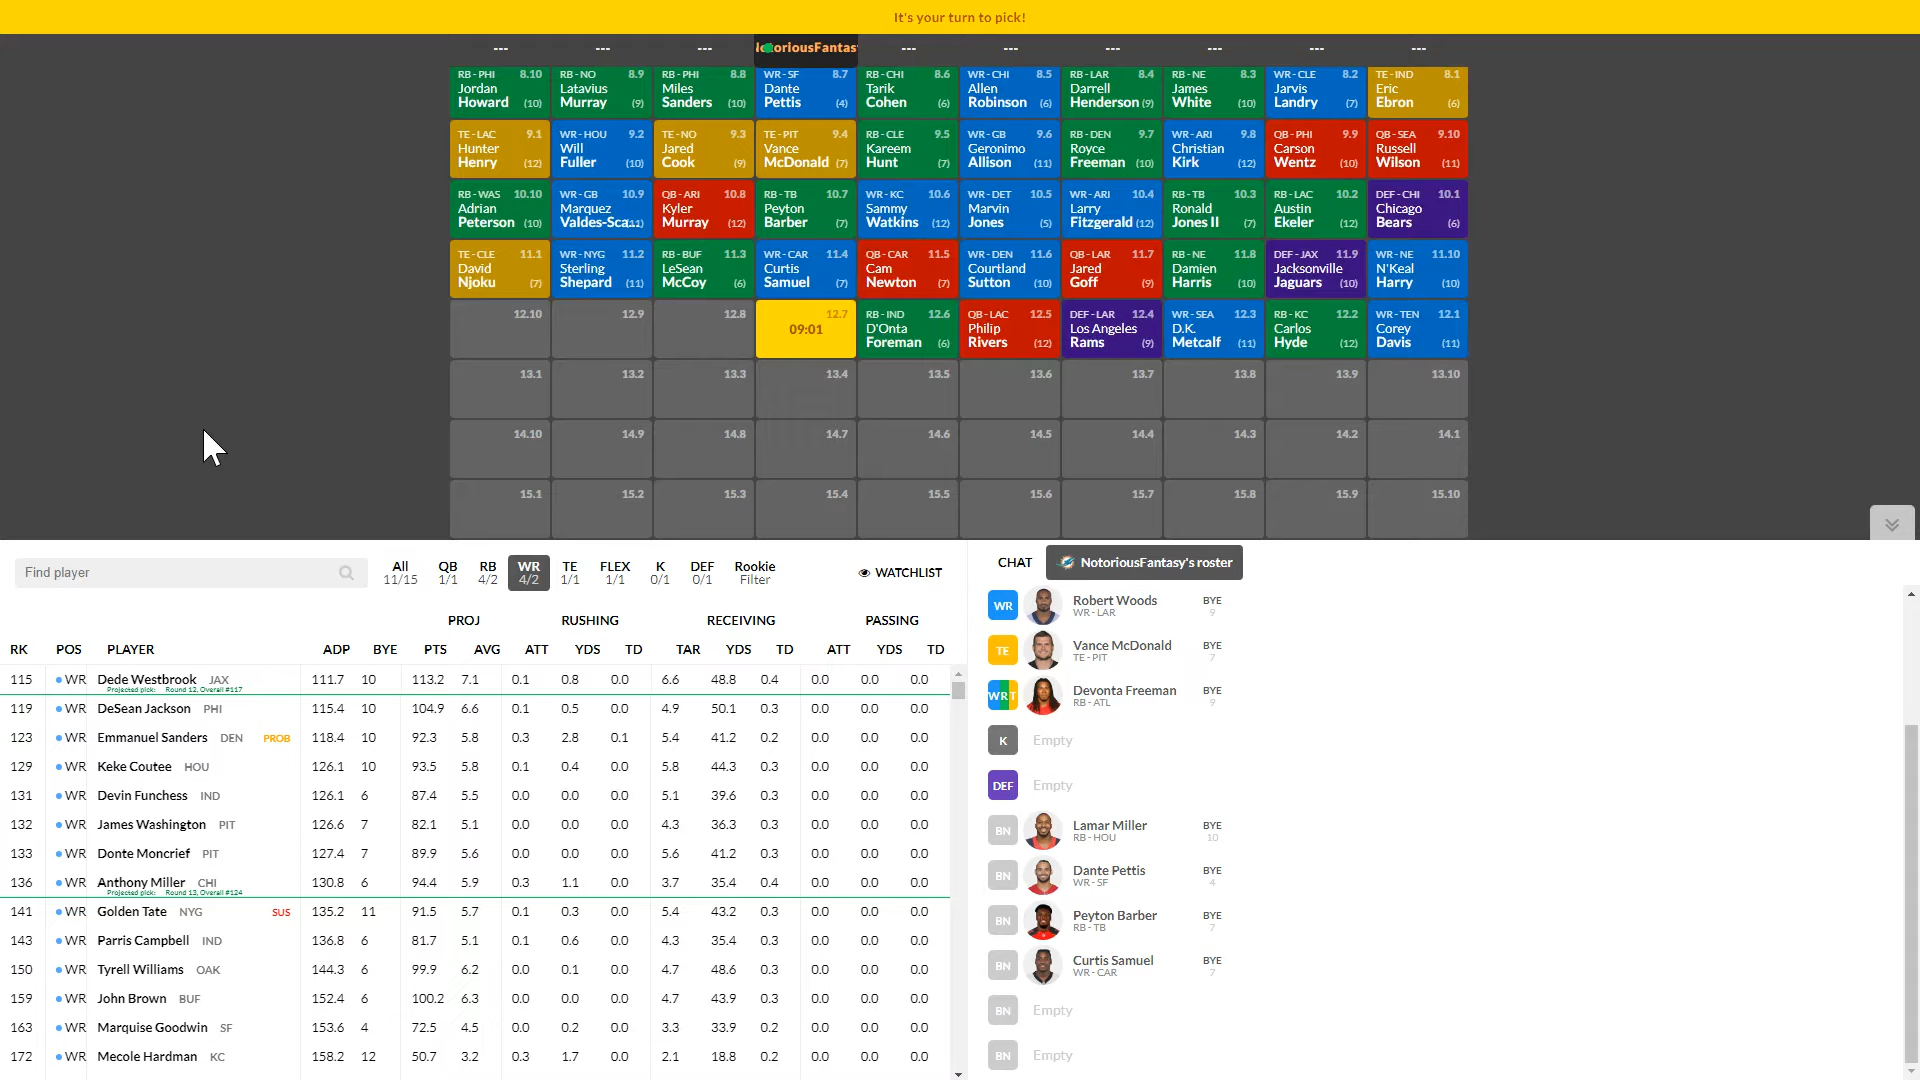 It's your turn to pick!
--- --- --- NotoriousFantasy --- --- --- --- --- ---
RB - PHI 8.10 RB - NO 8.9 RB - PHI 8.8 WR - SF 8.7 RB - CHI 8.6 WR - CHI 8.5 RB - LAR 8.4 RB - NE 8.3 WR - CLE 8.2 TE - IND 8.1
Jordan Latavius Miles Dante Tarik Allen Darrell James Jarvis Eric
Howard (10) Murray (9) Sanders (10) Pettis (4) Cohen (6) Robinson (6) Henderson (9) White (10) Landry (7) Ebron (6)
TE - LAC 9.1 WR - HOU 9.2 TE - NO 9.3 TE - PIT 9.4 RB - CLE 9.5 WR - GB 9.6 RB - DEN 9.7 WR - ARI 9.8 QB - PHI 9.9 QB - SEA 9.10
Hunter Will Jared Vance Kareem Geronimo Royce Christian Carson Russell
Henry (12) Fuller (10) Cook (9) McDonald (7) Hunt (7) Allison (11) Freeman (10) Kirk (12) Wentz (10) Wilson (11)
RB - WAS 10.10 WR - GB 10.9 QB - ARI 10.8 RB - TB 10.7 WR - KC 10.6 WR - DET 10.5 WR - ARI 10.4 RB - TB 10.3 RB - LAC 10.2 DEF - CHI 10.1
Adrian Marquez Kyler Peyton Sammy Marvin Larry Ronald Austin Chicago
Peterson (10) Valdes-Sca... (11) Murray (12) Barber (7) Watkins (12) Jones (5) Fitzgerald (12) Jones II (7) Ekeler (12) Bears (6)
TE - CLE 11.1 WR - NYG 11.2 RB - BUF 11.3 WR - CAR 11.4 QB - CAR 11.5 WR - DEN 11.6 QB - LAR 11.7 RB - NE 11.8 DEF - JAX 11.9 WR - NE 11.10
David Sterling LeSean Curtis Cam Courtland Jared Damien Jacksonville N'Keal
Njoku (7) Shepard (11) McCoy (6) Samuel (7) Newton (7) Sutton (10) Goff (9) Harris (10) Jaguars (10) Harry (10)
12.10 12.9 12.8 12.7 RB - IND 12.6 QB - LAC 12.5 DEF - LAR 12.4 WR - SEA 12.3 RB - KC 12.2 WR - TEN 12.1
09:01 D'Onta Philip Los Angeles D.K. Carlos Corey
Foreman (6) Rivers (12) Rams (9) Metcalf (11) Hyde (12) Davis (11)
13.1 13.2 13.3 13.4 13.5 13.6 13.7 13.8 13.9 13.10
14.10 14.9 14.8 14.7 14.6 14.5 14.4 14.3 14.2 14.1
15.1 15.2 15.3 15.4 15.5 15.6 15.7 15.8 15.9 15.10
Find player
All QB RB WR TE FLEX K DEF Rookie
11/15 1/1 4/2 4/2 1/1 1/1 0/1 0/1 Filter
WATCHLIST
PROJ RUSHING RECEIVING PASSING
RK POS PLAYER ADP BYE PTS AVG ATT YDS TD TAR YDS TD ATT YDS TD
115 WR Dede Westbrook JAX 111.7 10 113.2 7.1 0.1 0.8 0.0 6.6 48.8 0.4 0.0 0.0 0.0
Projected pick: Round 12, Overall #117
119 WR DeSean Jackson PHI 115.4 10 104.9 6.6 0.1 0.5 0.0 4.9 50.1 0.3 0.0 0.0 0.0
123 WR Emmanuel Sanders DEN PROB 118.4 10 92.3 5.8 0.3 2.8 0.1 5.4 41.2 0.2 0.0 0.0 0.0
129 WR Keke Coutee HOU 126.1 10 93.5 5.8 0.1 0.4 0.0 5.8 44.3 0.3 0.0 0.0 0.0
131 WR Devin Funchess IND 126.1 6 87.4 5.5 0.0 0.0 0.0 5.1 39.6 0.3 0.0 0.0 0.0
132 WR James Washington PIT 126.6 7 82.1 5.1 0.0 0.0 0.0 4.3 36.3 0.3 0.0 0.0 0.0
133 WR Donte Moncrief PIT 127.4 7 89.9 5.6 0.0 0.0 0.0 5.6 41.2 0.3 0.0 0.0 0.0
136 WR Anthony Miller CHI 130.8 6 94.4 5.9 0.3 1.1 0.0 3.7 35.4 0.4 0.0 0.0 0.0
Projected pick: Round 13, Overall #124
141 WR Golden Tate NYG SUS 135.2 11 91.5 5.7 0.1 0.3 0.0 5.4 43.2 0.3 0.0 0.0 0.0
143 WR Parris Campbell IND 136.8 6 81.7 5.1 0.1 0.6 0.0 4.3 35.4 0.3 0.0 0.0 0.0
150 WR Tyrell Williams OAK 144.3 6 99.9 6.2 0.0 0.1 0.0 4.7 48.6 0.3 0.0 0.0 0.0
159 WR John Brown BUF 152.4 6 100.2 6.3 0.0 0.0 0.0 4.7 43.9 0.3 0.0 0.0 0.0
163 WR Marquise Goodwin SF 153.6 4 72.5 4.5 0.0 0.2 0.0 3.3 33.9 0.2 0.0 0.0 0.0
172 WR Mecole Hardman KC 158.2 12 50.7 3.2 0.3 1.7 0.0 2.1 18.8 0.2 0.0 0.0 0.0
CHAT NotoriousFantasy's roster
WR Robert Woods BYE
WR - LAR 9
TE Vance McDonald BYE
TE - PIT 7
WRT Devonta Freeman BYE
RB - ATL 9
K Empty
DEF Empty
BN Lamar Miller BYE
RB - HOU 10
BN Dante Pettis BYE
WR - SF 4
BN Peyton Barber BYE
RB - TB 7
BN Curtis Samuel BYE
WR - CAR 7
BN Empty
BN Empty